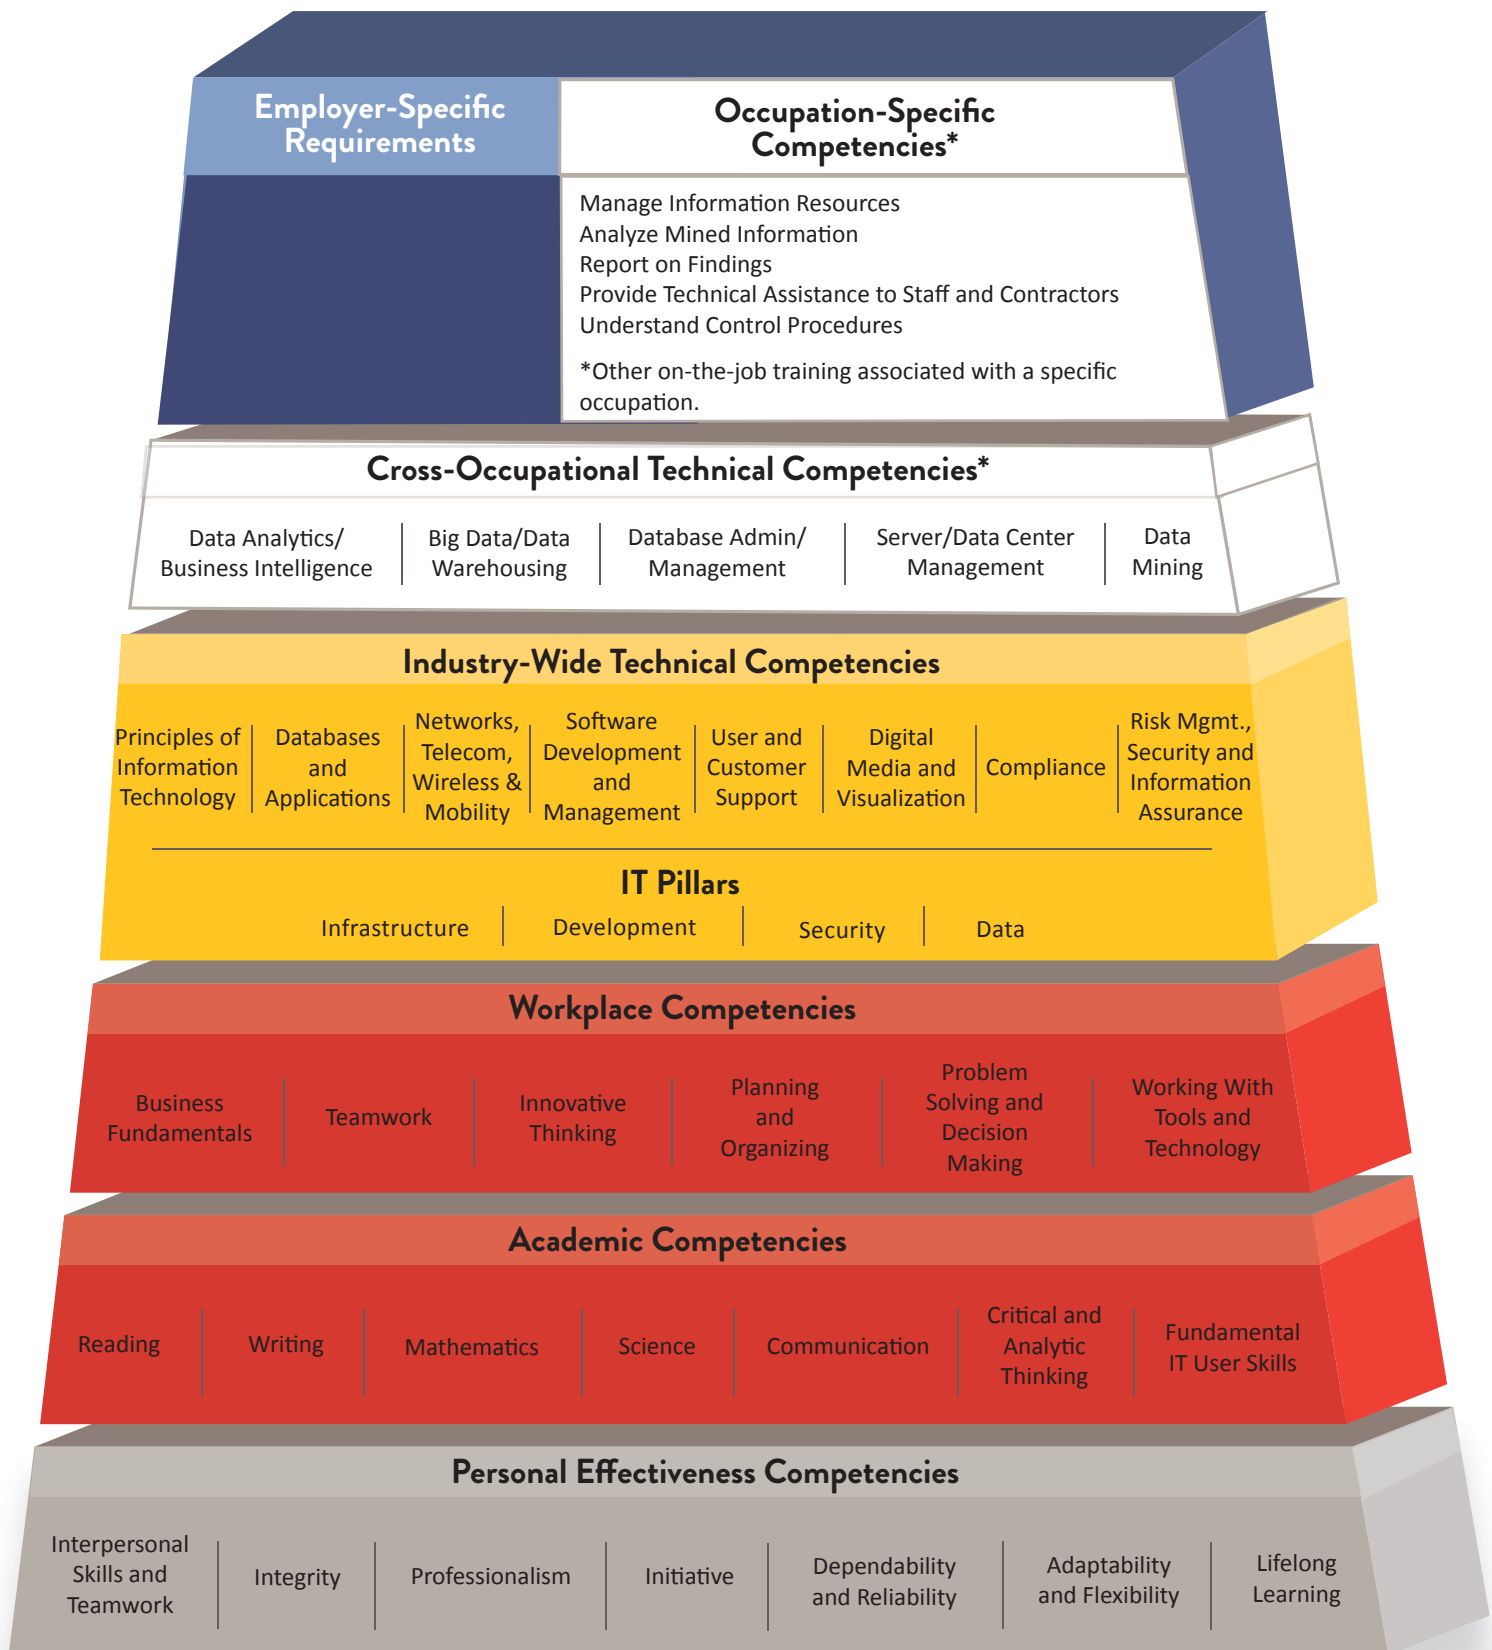 Employer-Specific
Requirements
Occupation-Specific
Competencies*
Manage Information Resources
Analyze Mined Information
Report on Findings
Provide Technical Assistance to Staff and Contractors
Understand Control Procedures
*Other on-the-job training associated with a specific
occupation.
Cross-Occupational Technical Competencies*
Data Analytics/
Business Intelligence
Big Data/Data
Warehousing
Database Admin/
Management
Server/Data Center
Management
Data
Mining
Industry-Wide Technical Competencies
Principles of
Information
Technology
Databases
and
Applications
Networks,
Telecom,
Wireless &
Mobility
Software
Development
and
Management
User and
Customer
Support
Digital
Media and
Visualization
Compliance
Risk Mgmt.,
Security and
Information
Assurance
IT Pillars
Infrastructure
Development
Security
Data
Workplace Competencies
Business
Fundamentals
Teamwork
Innovative
Thinking
Planning
and
Organizing
Problem
Solving and
Decision
Making
Working With
Tools and
Technology
Academic Competencies
Reading
Writing
Mathematics
Science
Communication
Critical and
Analytic
Thinking
Fundamental
IT User Skills
Personal Effectiveness Competencies
Interpersonal
Skills and
Teamwork
Integrity
Professionalism
Initiative
Dependability
and Reliability
Adaptability
and Flexibility
Lifelong
Learning